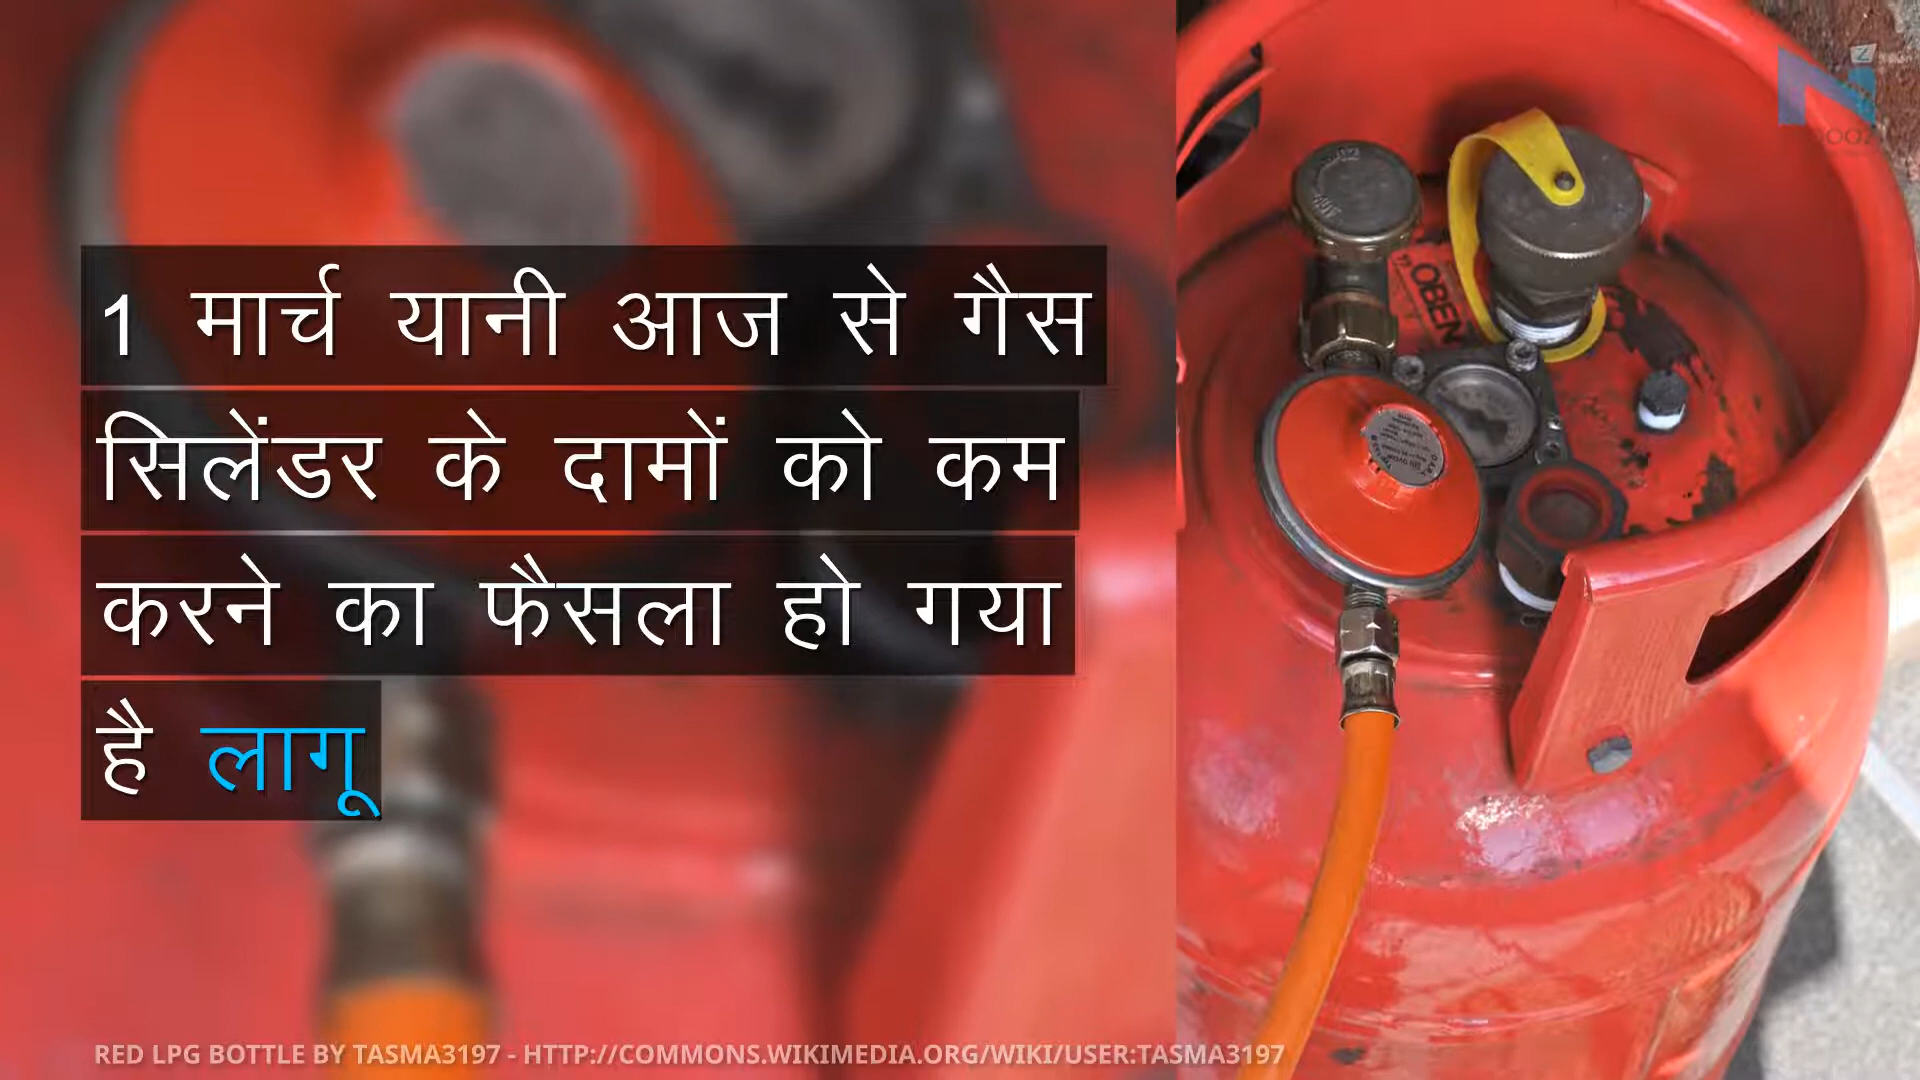 1 मार्च यानी आज से गैस
सिलेंडर के दामों को कम
करने का फैसला हो गया
है लागू
"OBEN
RED LPG BOTTLE BY TASMA3197 - HTTP://COMMONS.WIKIMEDIA.ORG/WIKI/USER:TASMA3197